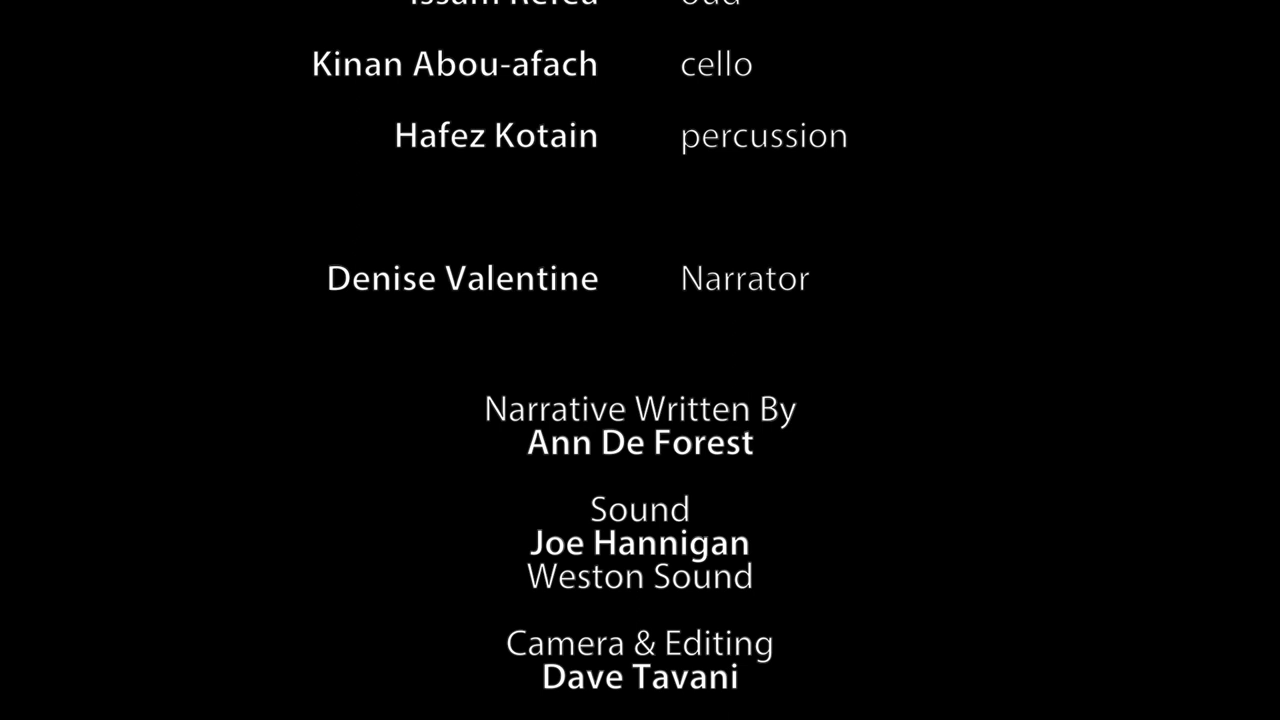 Kinan Abou-afach cello
Hafez Kotain percussion
Denise Valentine Narrator
Narrative Written By
Ann De Forest
Sound
Joe Hannigan
Weston Sound
Camera & Editing
Dave Tavani